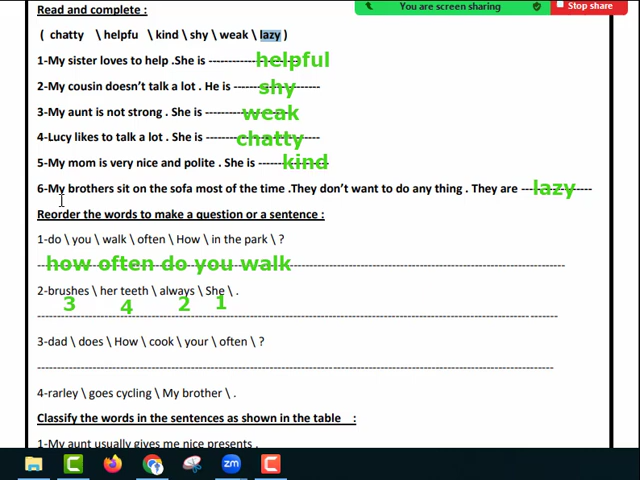 Read and complete :
You are screen sharing
Stop share
( chatty \ helpfu \ kind \ shy \ weak \ lazy )
1-My sister loves to help .She is --------------------- helpful
2-My cousin doesn't talk a lot . He is --------------------- shy
3-My aunt is not strong . She is --------------------- weak
4-Lucy likes to talk a lot . She is --------------------- chatty
5-My mom is very nice and polite . She is ----------------- kind
6-My brothers sit on the sofa most of the time .They don't want to do any thing . They are ----------------- lazy
Reorder the words to make a question or a sentence :
1-do \ you \ walk \ often \ How \ in the park \ ?
how often do you walk
2-brushes \ her teeth \ always \ She \ .
3 4 2 1
3-dad \ does \ How \ cook \ your \ often \ ?
4-rarley \ goes cycling \ My brother \ .
Classify the words in the sentences as shown in the table :
1-My aunt usually gives me nice presents .
zm